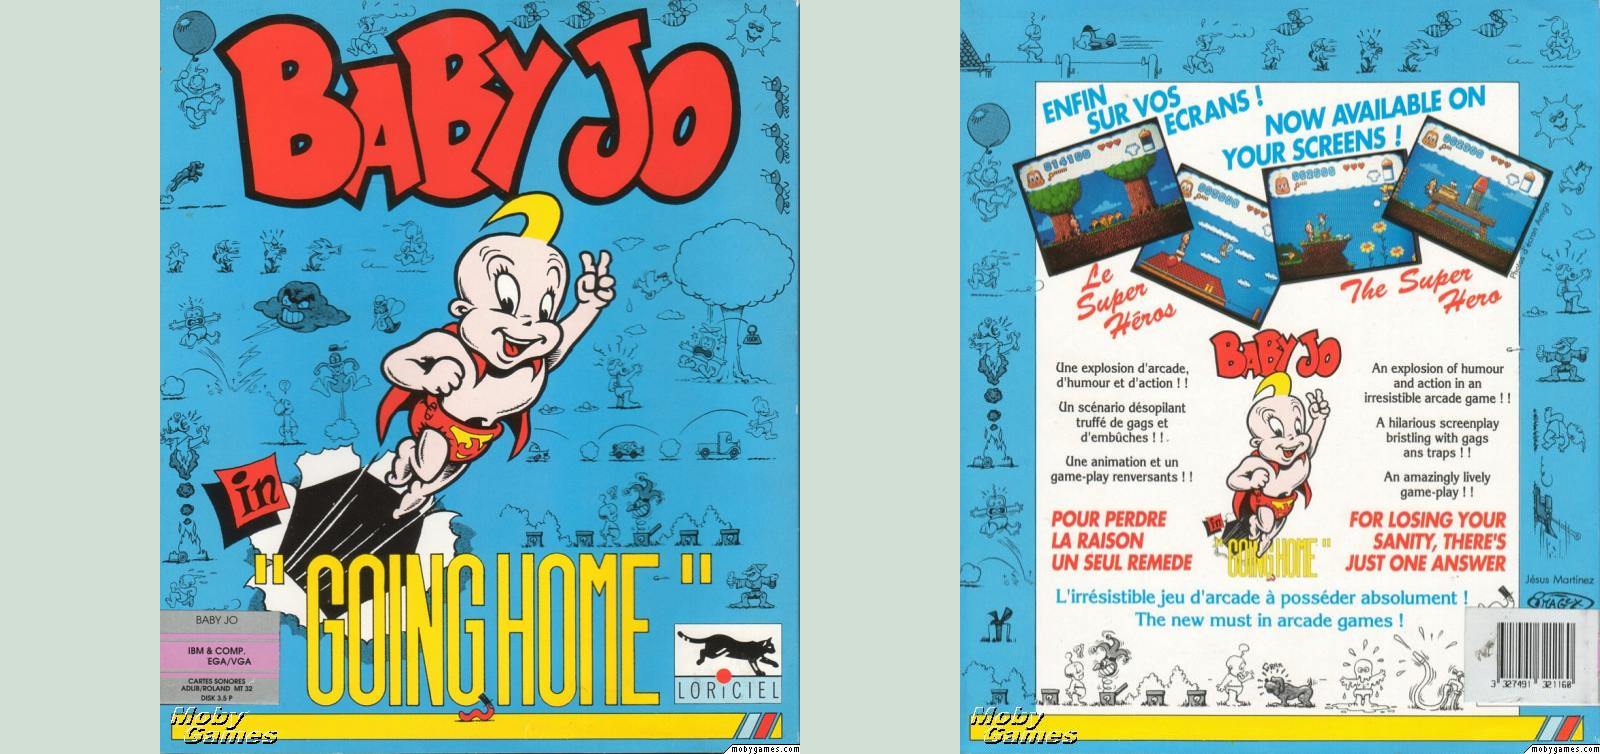 BABY JO
in
" GOING HOME "
BABY JO
IBM & COMP.
EGA/VGA
CARTES SONORES
ADLIB/ROLAND MT 32
DISK 3.5 P
LORICIEL
Moby
Games
mobygames.com
ENFIN
SUR VOS
ECRANS !
NOW AVAILABLE ON
YOUR SCREENS !
Photos d'écran Amiga
Le
Super
Héros
The Super
Hero
BABY JO
Une explosion d'arcade,
d'humour et d'action ! !
Un scénario désopilant
truffé de gags et
d'embûches ! !
Une animation et un
game-play renversants ! !
An explosion of humour
and action in an
irresistible arcade game ! !
A hilarious screenplay
bristling with gags
ans traps ! !
An amazingly lively
game-play ! !
in
" GOING HOME "
POUR PERDRE
LA RAISON
UN SEUL REMEDE
FOR LOSING YOUR
SANITY, THERE'S
JUST ONE ANSWER
L'irrésistible jeu d'arcade à posséder absolument !
The new must in arcade games !
Jésus Martinez
IMAGEX
3 327491 321160
Moby
Games
mobygames.com